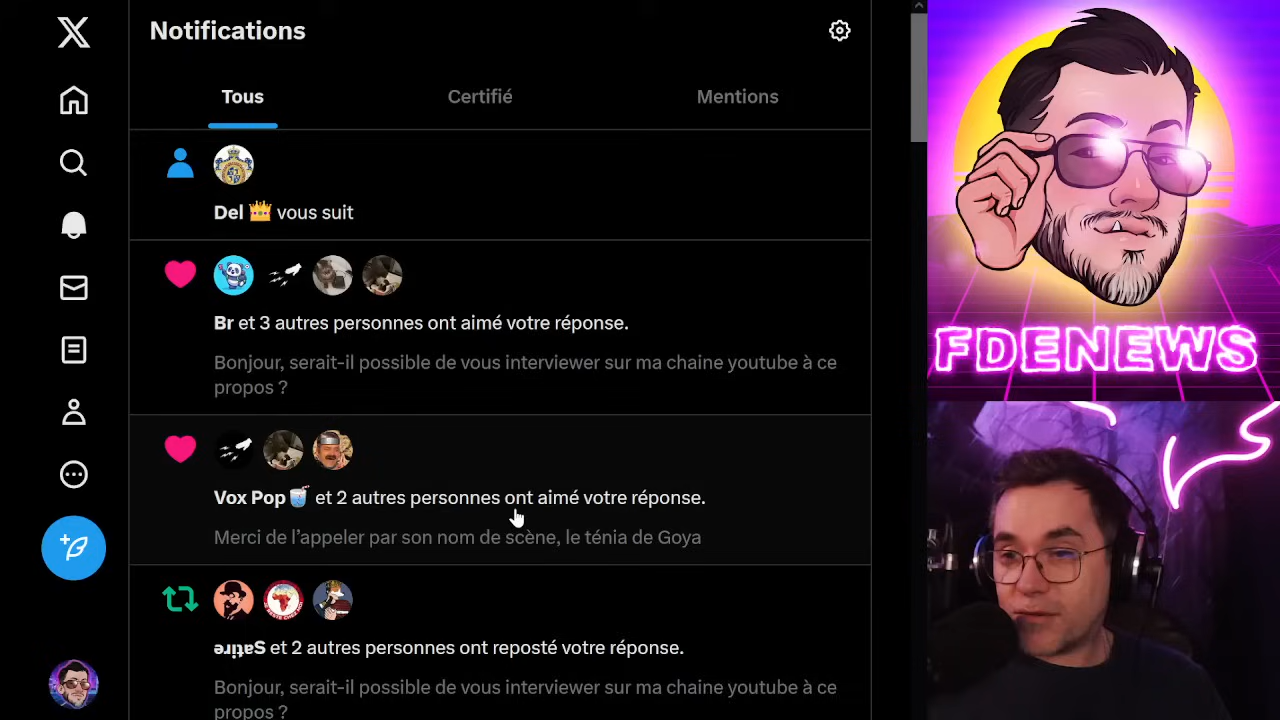 Notifications
Tous
Certifié
Mentions
Del 👑 vous suit
Br et 3 autres personnes ont aimé votre réponse.
Bonjour, serait-il possible de vous interviewer sur ma chaine youtube à ce
propos ?
Vox Pop🥤 et 2 autres personnes ont aimé votre réponse.
Merci de l’appeler par son nom de scène, le ténia de Goya
ǝɹᴉʇɐS et 2 autres personnes ont reposté votre réponse.
Bonjour, serait-il possible de vous interviewer sur ma chaine youtube à ce
propos ?
FDENEWS